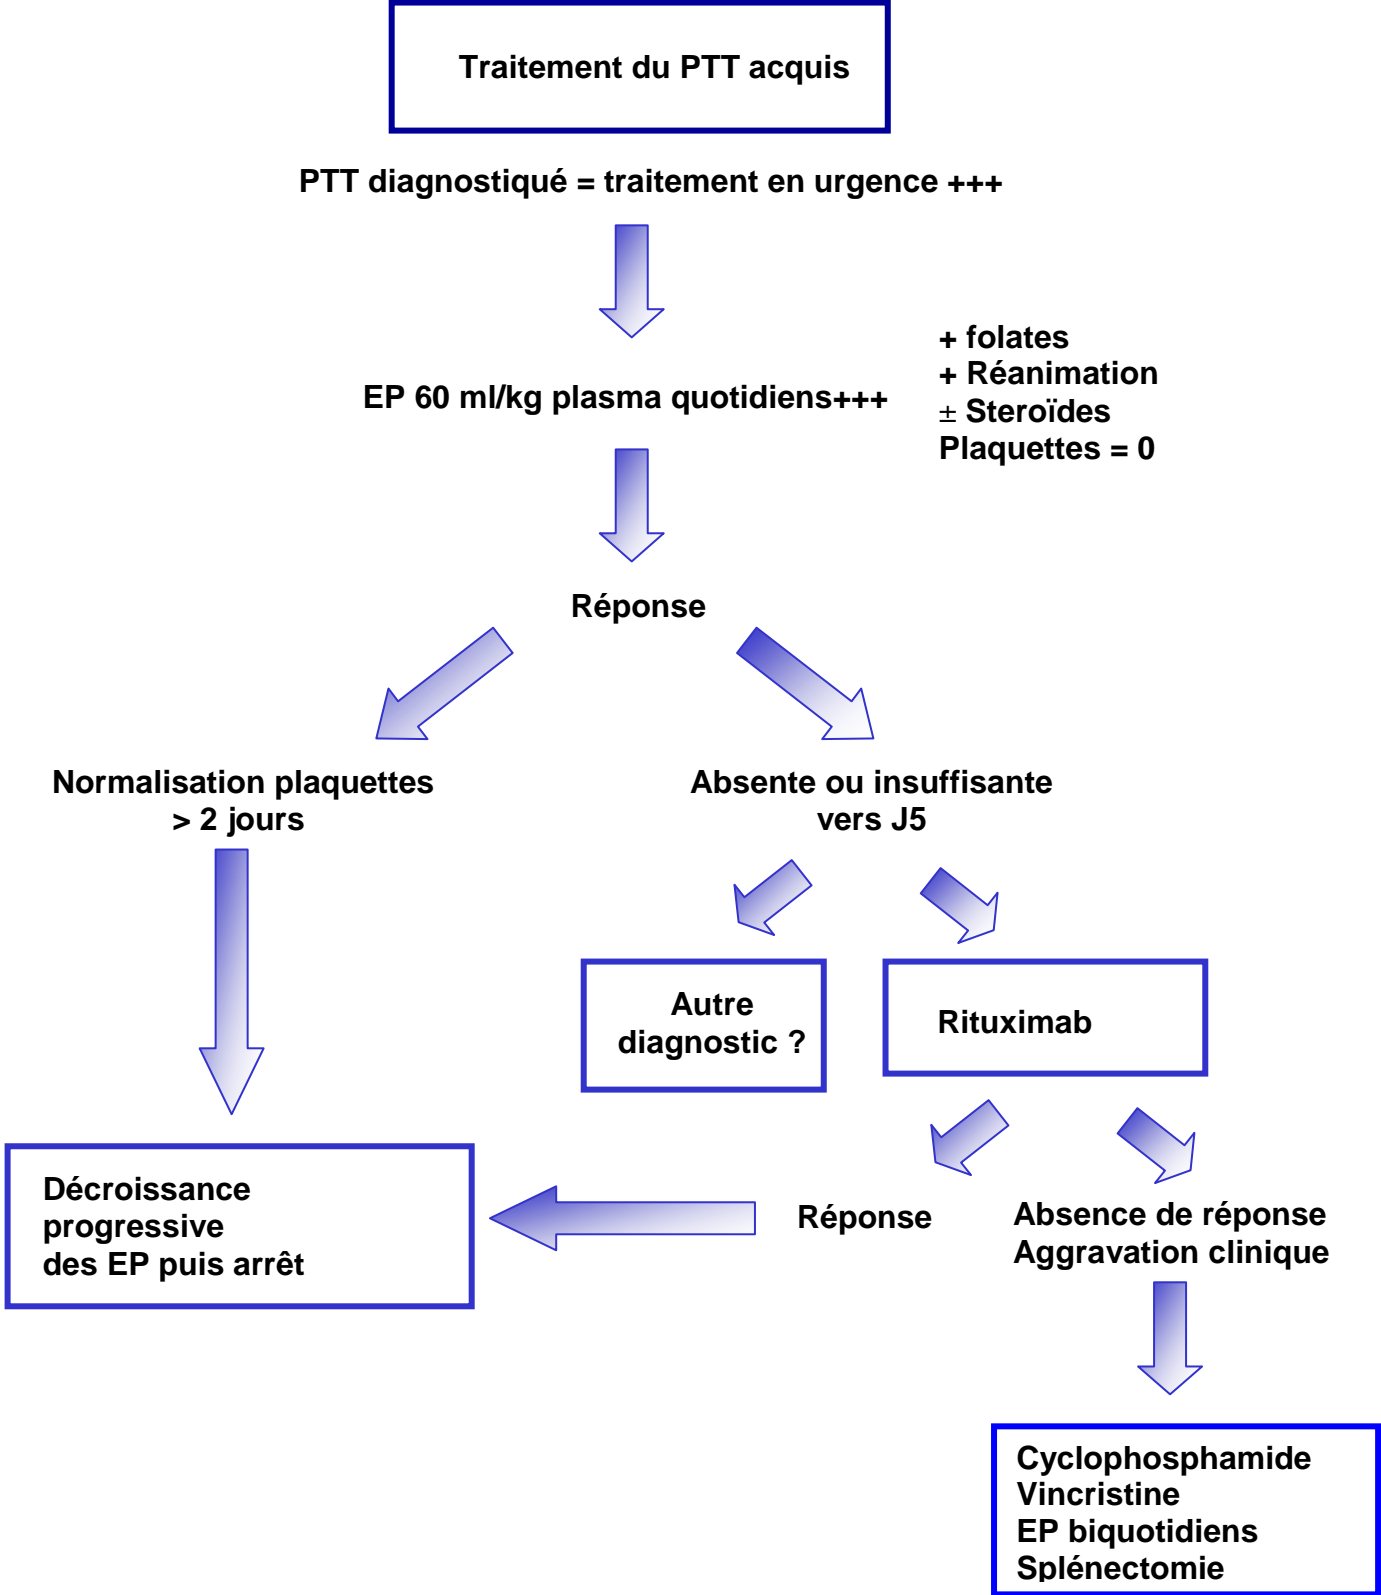 Traitement du PTT acquis
PTT diagnostiqué = traitement en urgence +++
EP 60 ml/kg plasma quotidiens+++
+ folates
+ Réanimation
± Steroïdes
Plaquettes = 0
Réponse
Normalisation plaquettes
> 2 jours
Absente ou insuffisante
vers J5
Autre
diagnostic ?
Rituximab
Décroissance
progressive
des EP puis arrêt
Réponse
Absence de réponse
Aggravation clinique
Cyclophosphamide
Vincristine
EP biquotidiens
Splénectomie